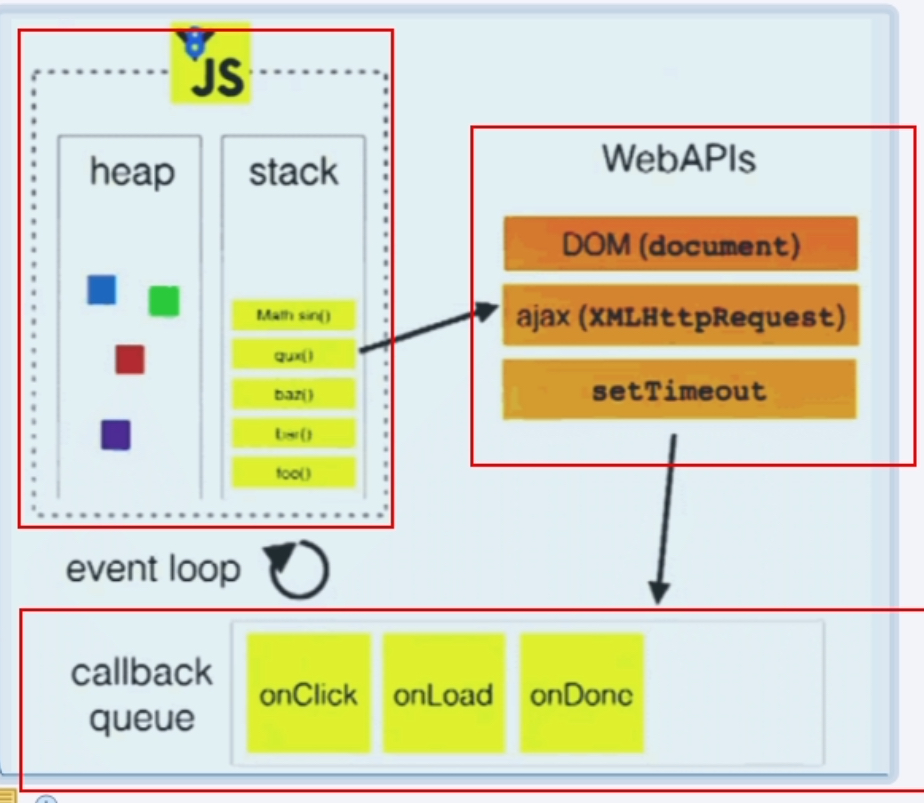 JS
heap
stack
Math sin()
qux()
baz()
bar()
foo()
WebAPIs
DOM (document)
ajax (XMLHttpRequest)
setTimeout
event loop
callback
queue
onClick
onLoad
onDone